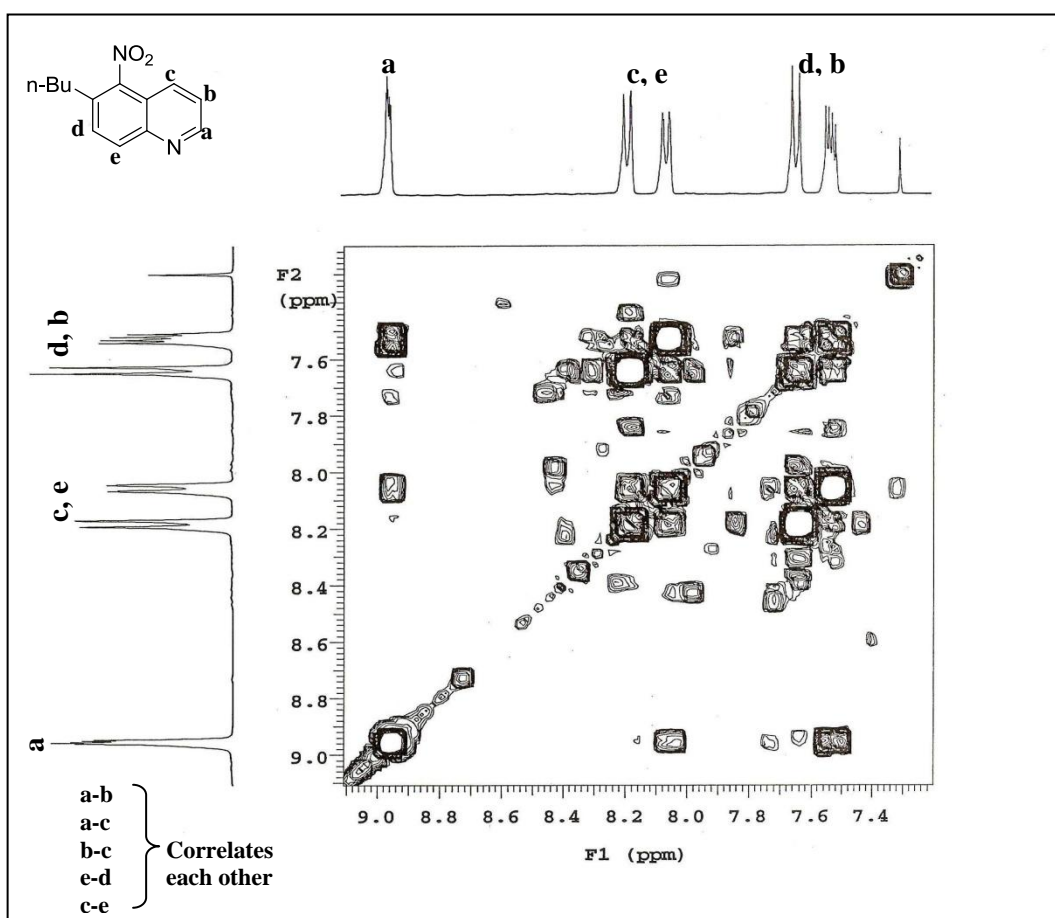 NO₂
n-Bu
c
b
d
a
e
N
a
c, e
d, b
F2
(ppm)
d, b
7.6
7.8
c, e
8.0
8.2
8.4
8.6
8.8
a
9.0
9.0 8.8 8.6 8.4 8.2 8.0 7.8 7.6 7.4
F1 (ppm)
a-b
a-c
b-c
e-d
c-e
Correlates
each other